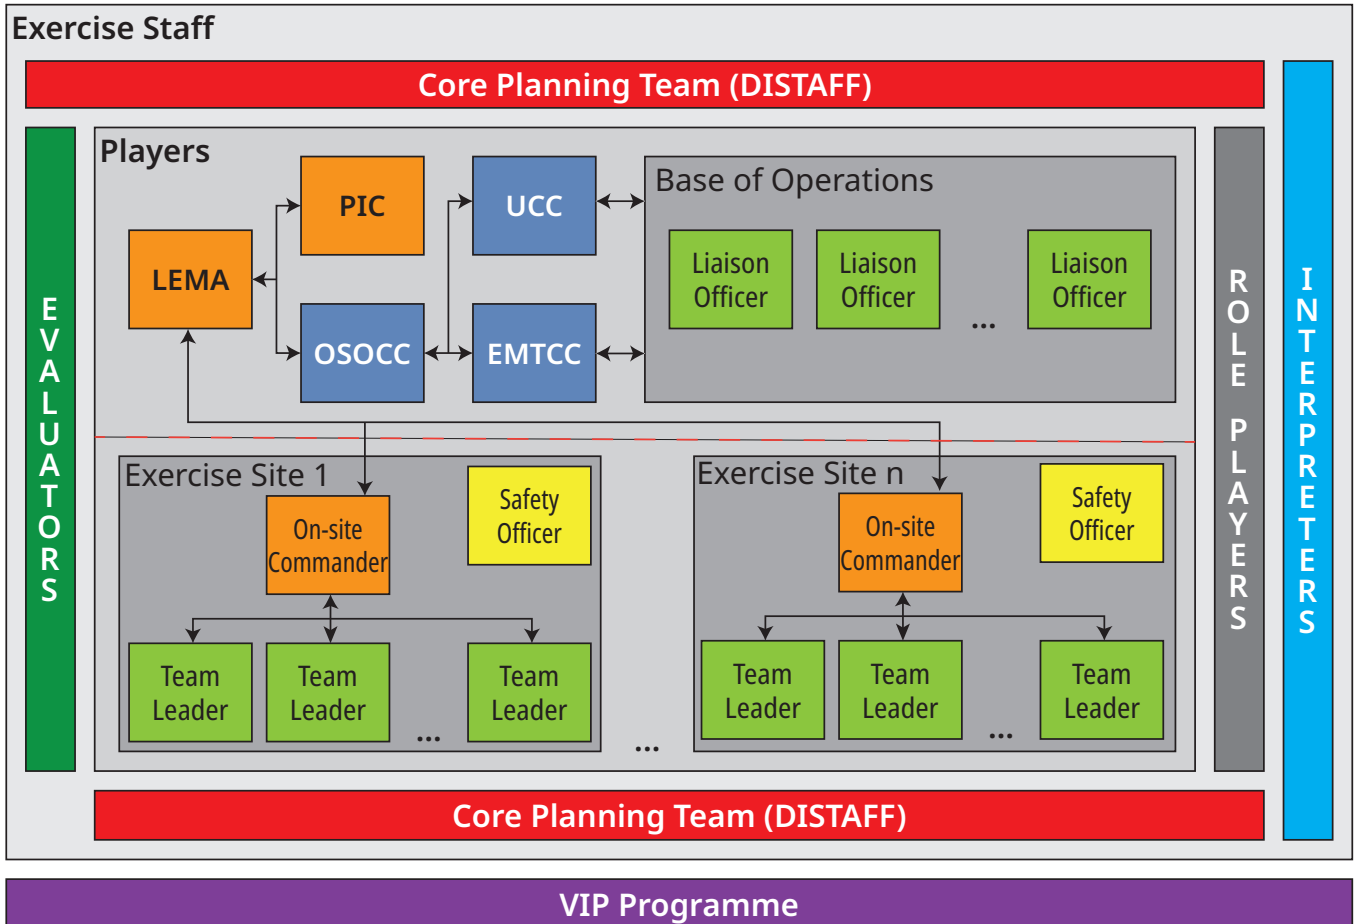 Exercise Staff
Core Planning Team (DISTAFF)
EVALUATORS
Players
PIC
UCC
Base of Operations
LEMA
Liaison
Officer
Liaison
Officer
...
Liaison
Officer
OSOCC
EMTCC
Exercise Site 1
On-site
Commander
Safety
Officer
Team
Leader
Team
Leader
...
Team
Leader
...
Exercise Site n
On-site
Commander
Safety
Officer
Team
Leader
Team
Leader
...
Team
Leader
ROLE PLAYERS
INTERPRETERS
Core Planning Team (DISTAFF)
VIP Programme